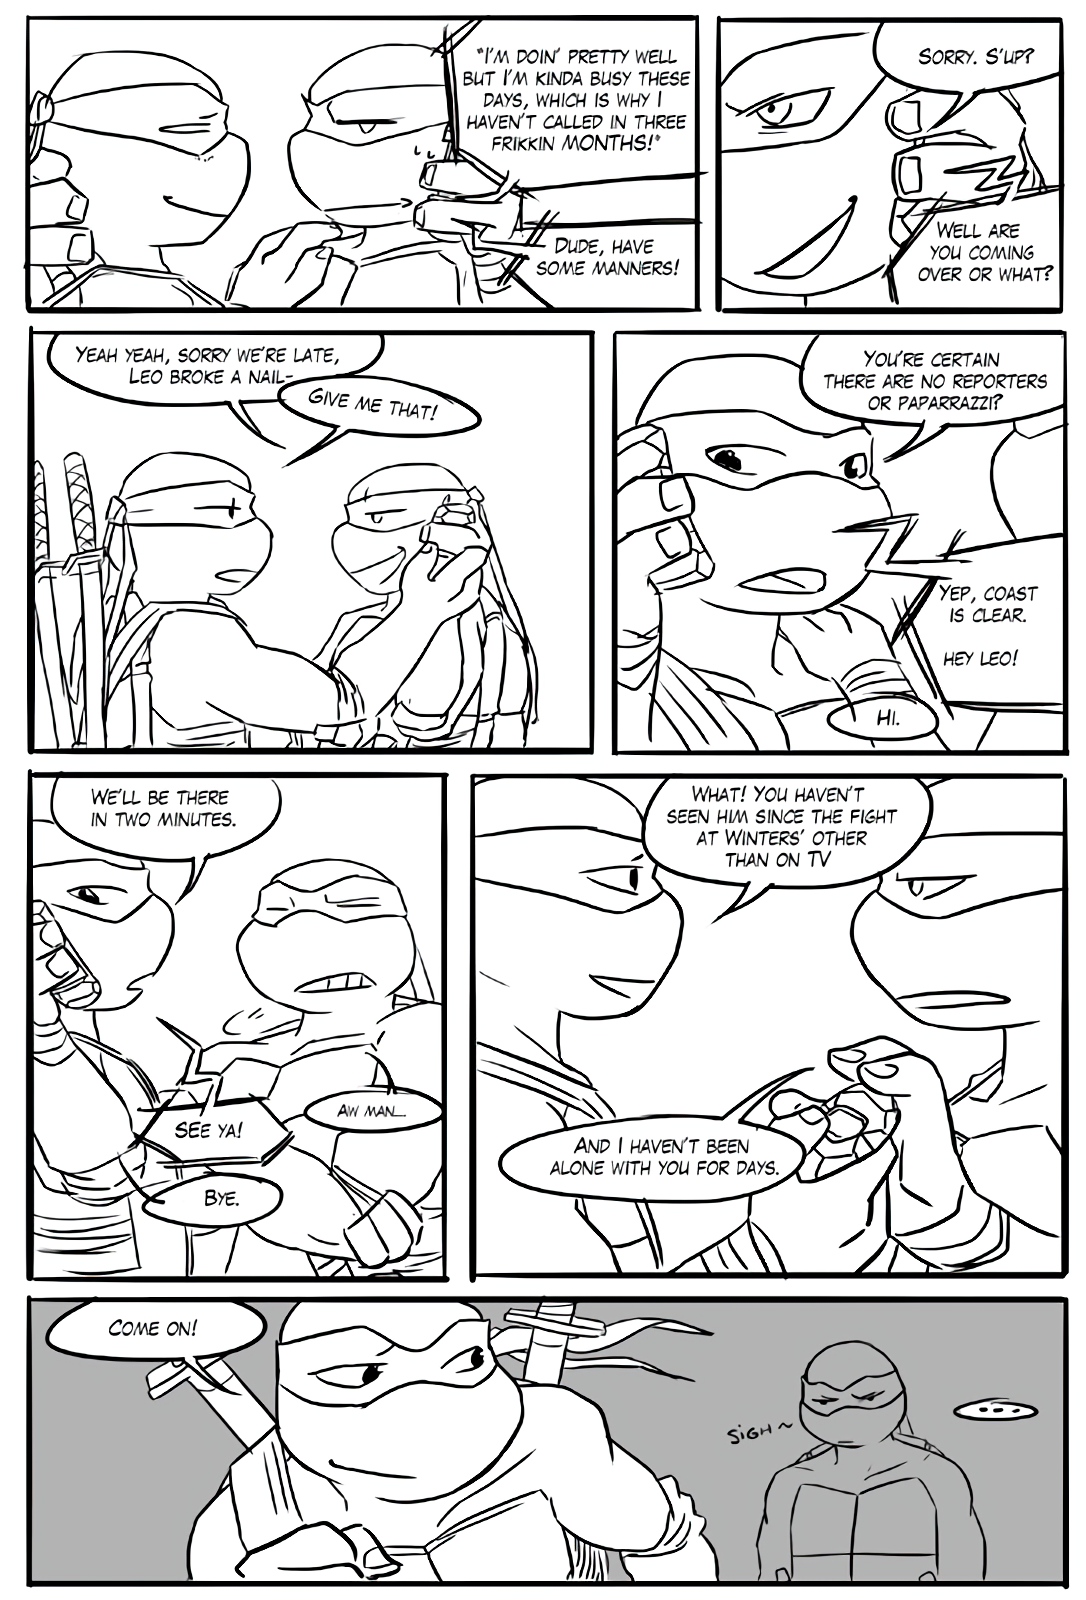 "I'm doin' pretty well
but I'm kinda busy these
days, which is why I
haven't called in three
frikkin MONTHS!"
Dude, have
some manners!
Sorry. S'up?
Well are
you coming
over or what?
Yeah yeah, sorry we're late,
Leo broke a nail-
Give me that!
You're certain
there are no reporters
or paparrazzi?
Yep, coast
is clear.
hey Leo!
Hi.
We'll be there
in two minutes.
See ya!
Aw man...
Bye.
What! You haven't
seen him since the fight
at Winters' other
than on TV
And I haven't been
alone with you for days.
Come on!
SIGH~
...